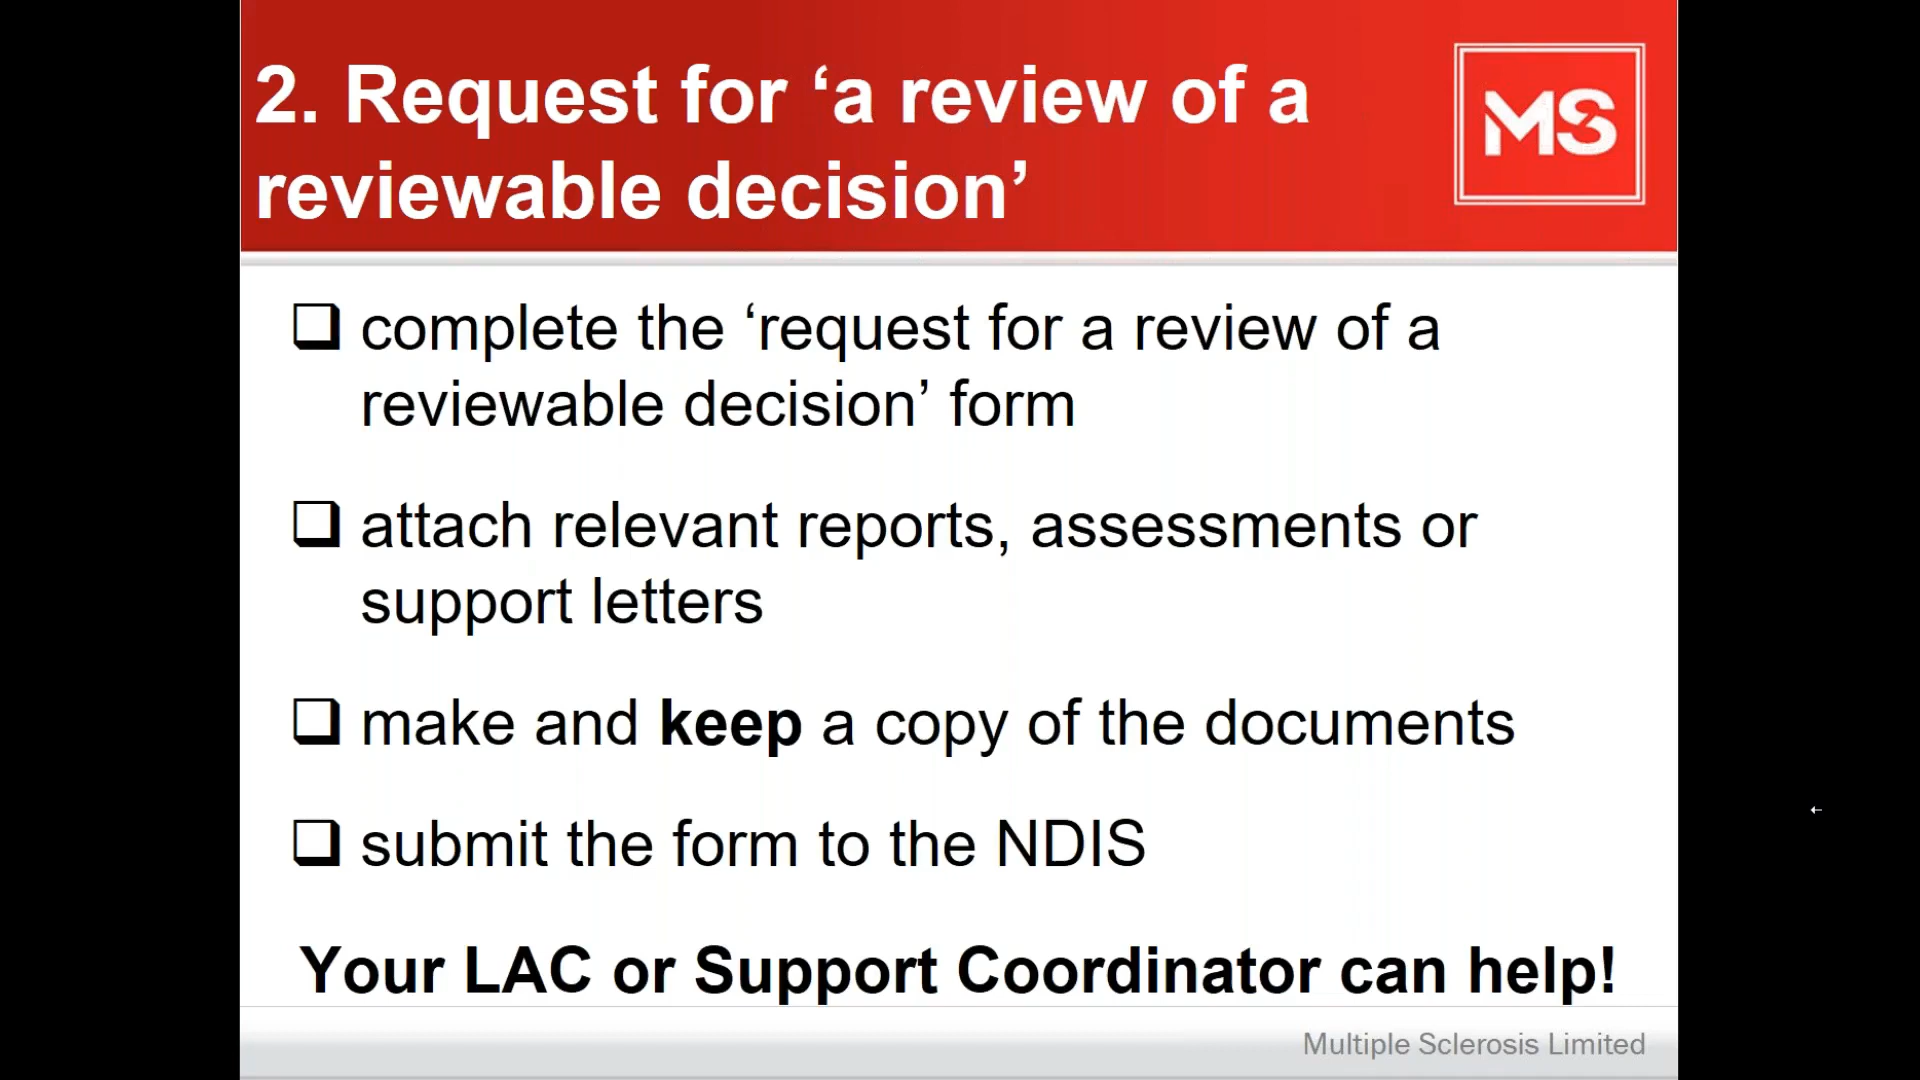 2. Request for ‘a review of a
reviewable decision’
MS
complete the ‘request for a review of a
reviewable decision’ form
attach relevant reports, assessments or
support letters
make and keep a copy of the documents
submit the form to the NDIS
Your LAC or Support Coordinator can help!
Multiple Sclerosis Limited